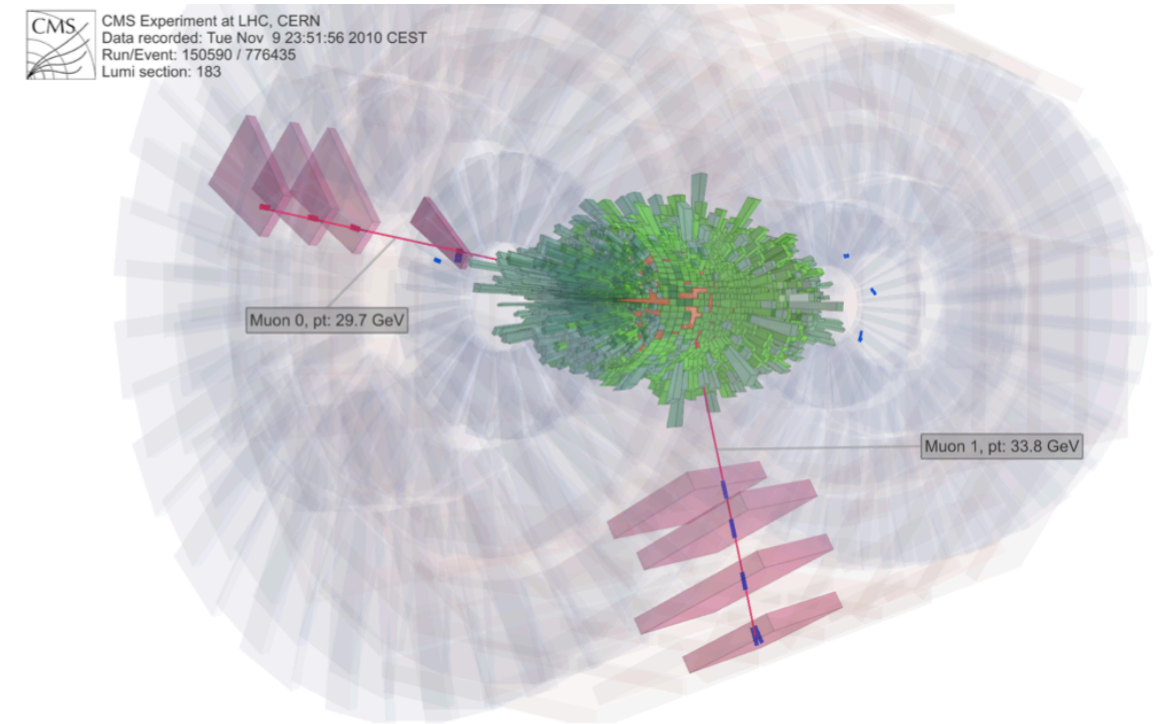 CMS
CMS Experiment at LHC, CERN
Data recorded: Tue Nov 9 23:51:56 2010 CEST
Run/Event: 150590 / 776435
Lumi section: 183
Muon 0, pt: 29.7 GeV
Muon 1, pt: 33.8 GeV